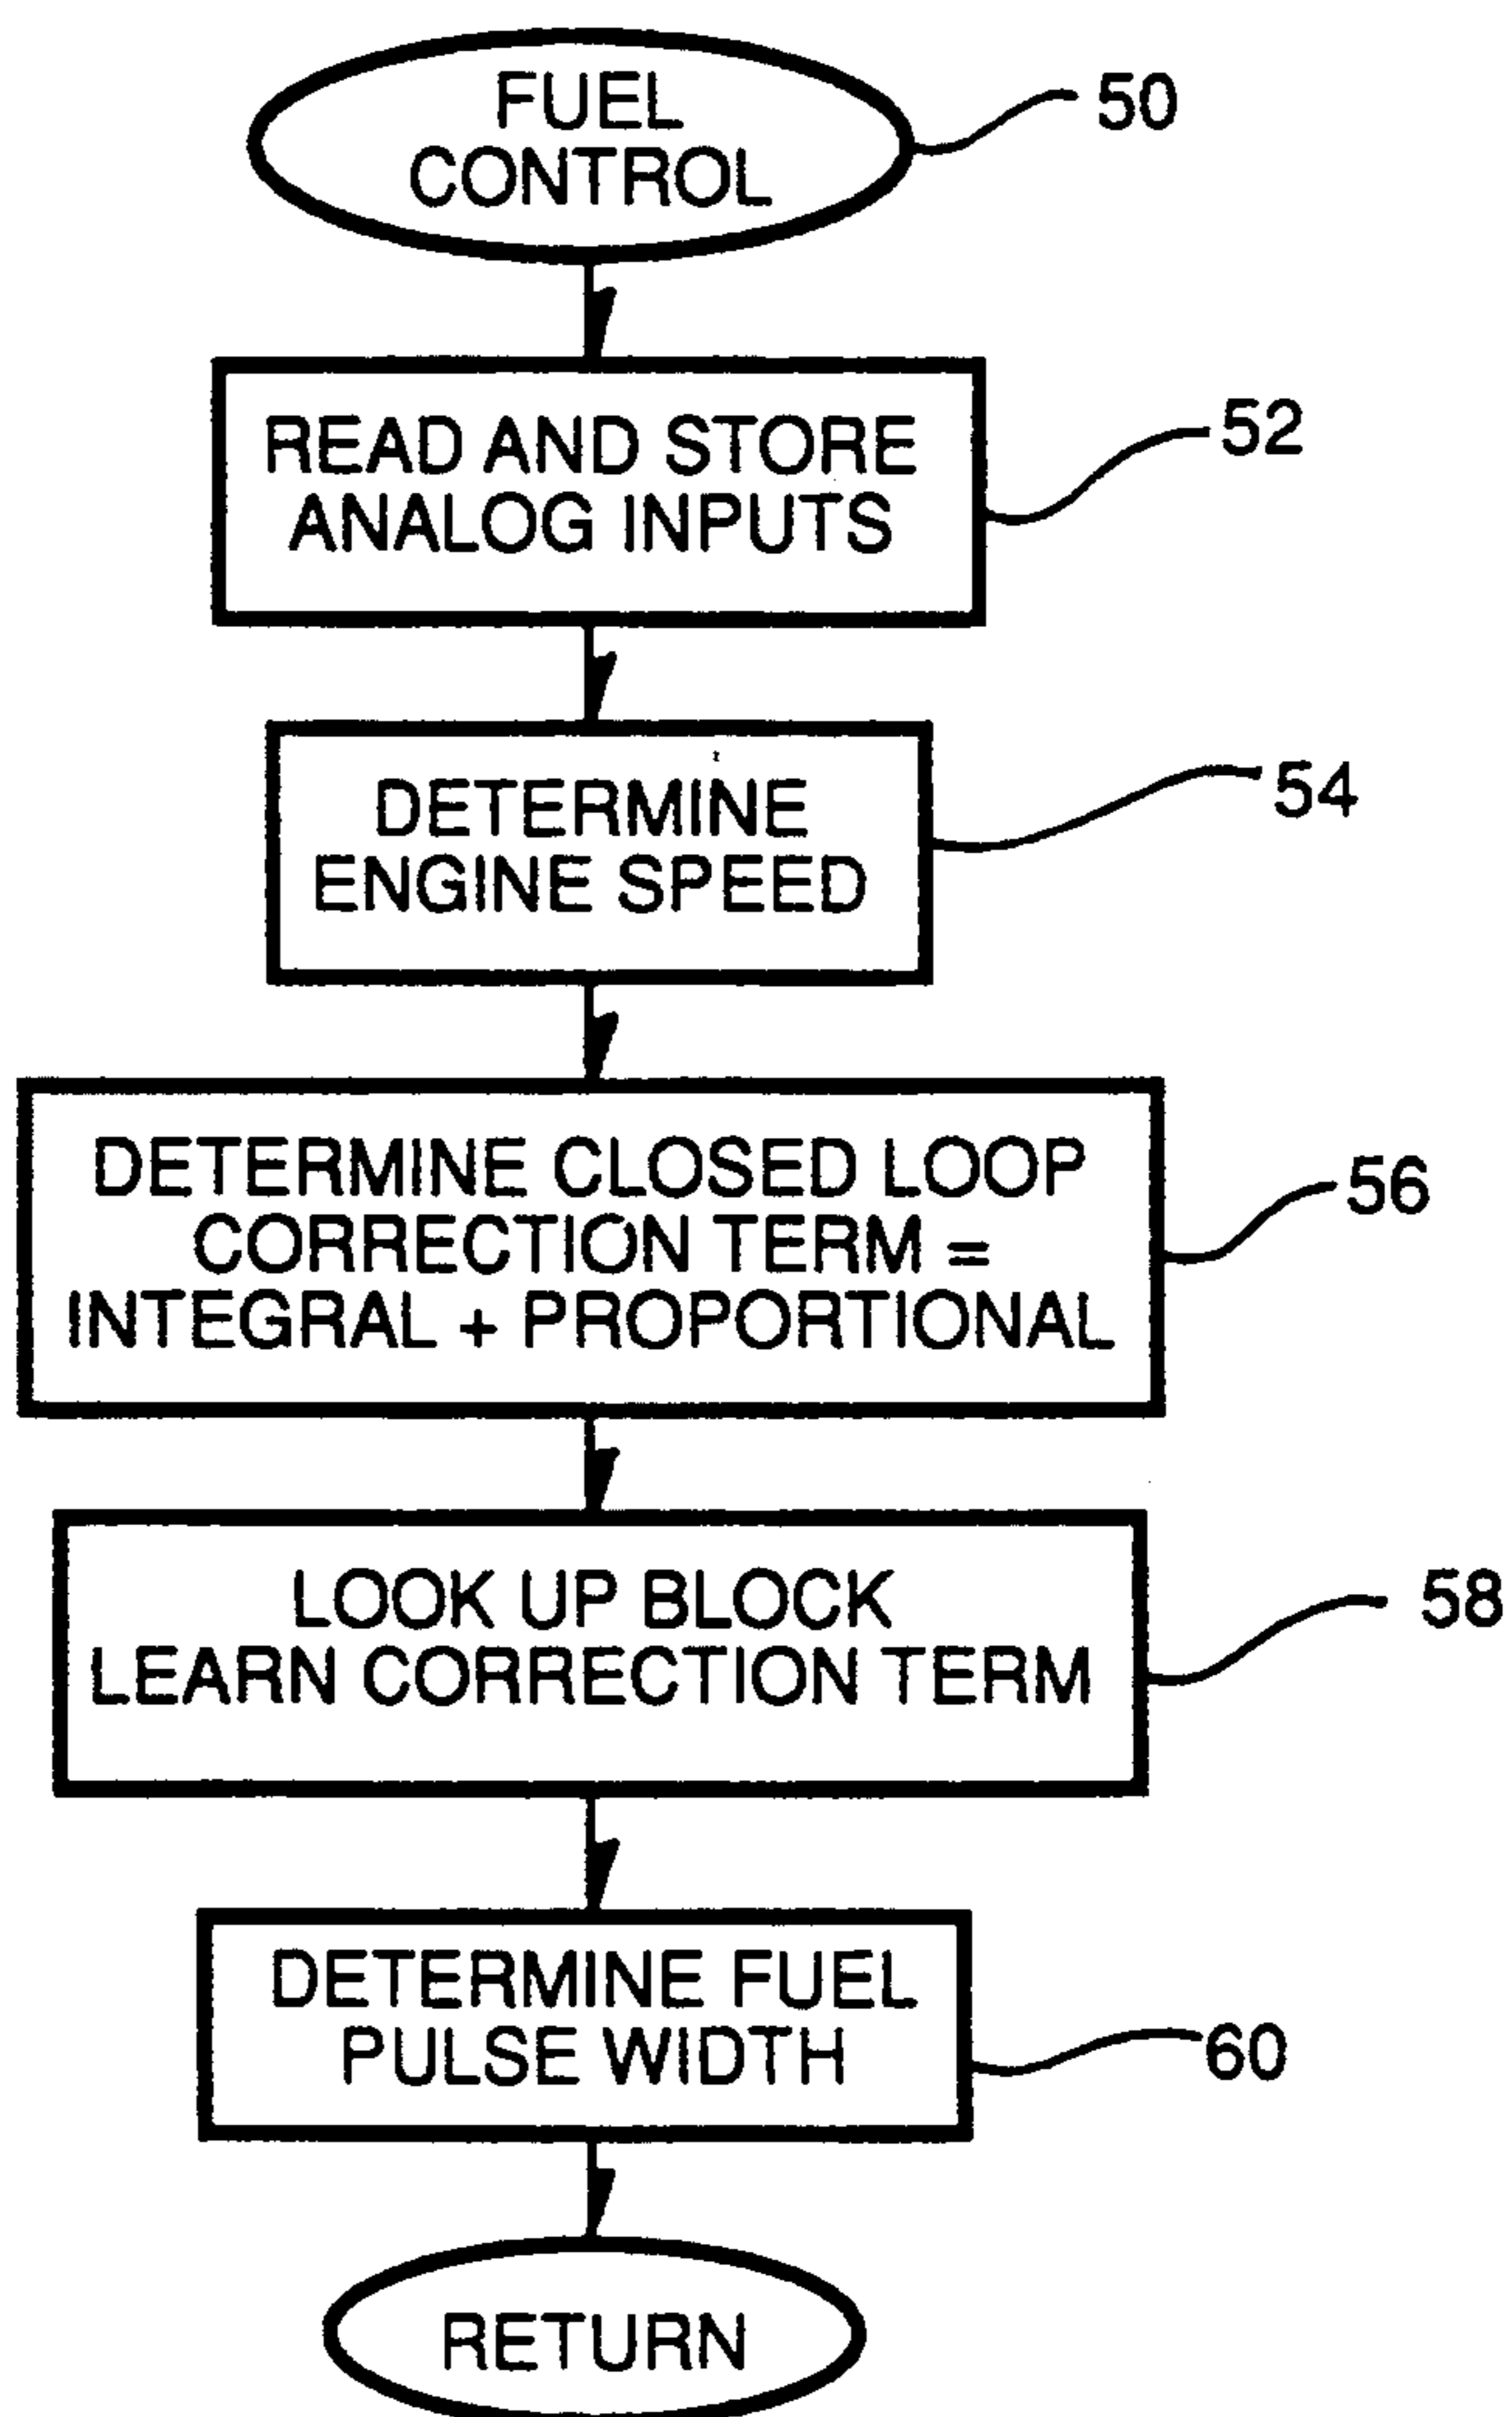 FUEL
CONTROL
50
READ AND STORE
ANALOG INPUTS
52
DETERMINE
ENGINE SPEED
54
DETERMINE CLOSED LOOP
CORRECTION TERM =
INTEGRAL + PROPORTIONAL
56
LOOK UP BLOCK
LEARN CORRECTION TERM
58
DETERMINE FUEL
PULSE WIDTH
60
RETURN